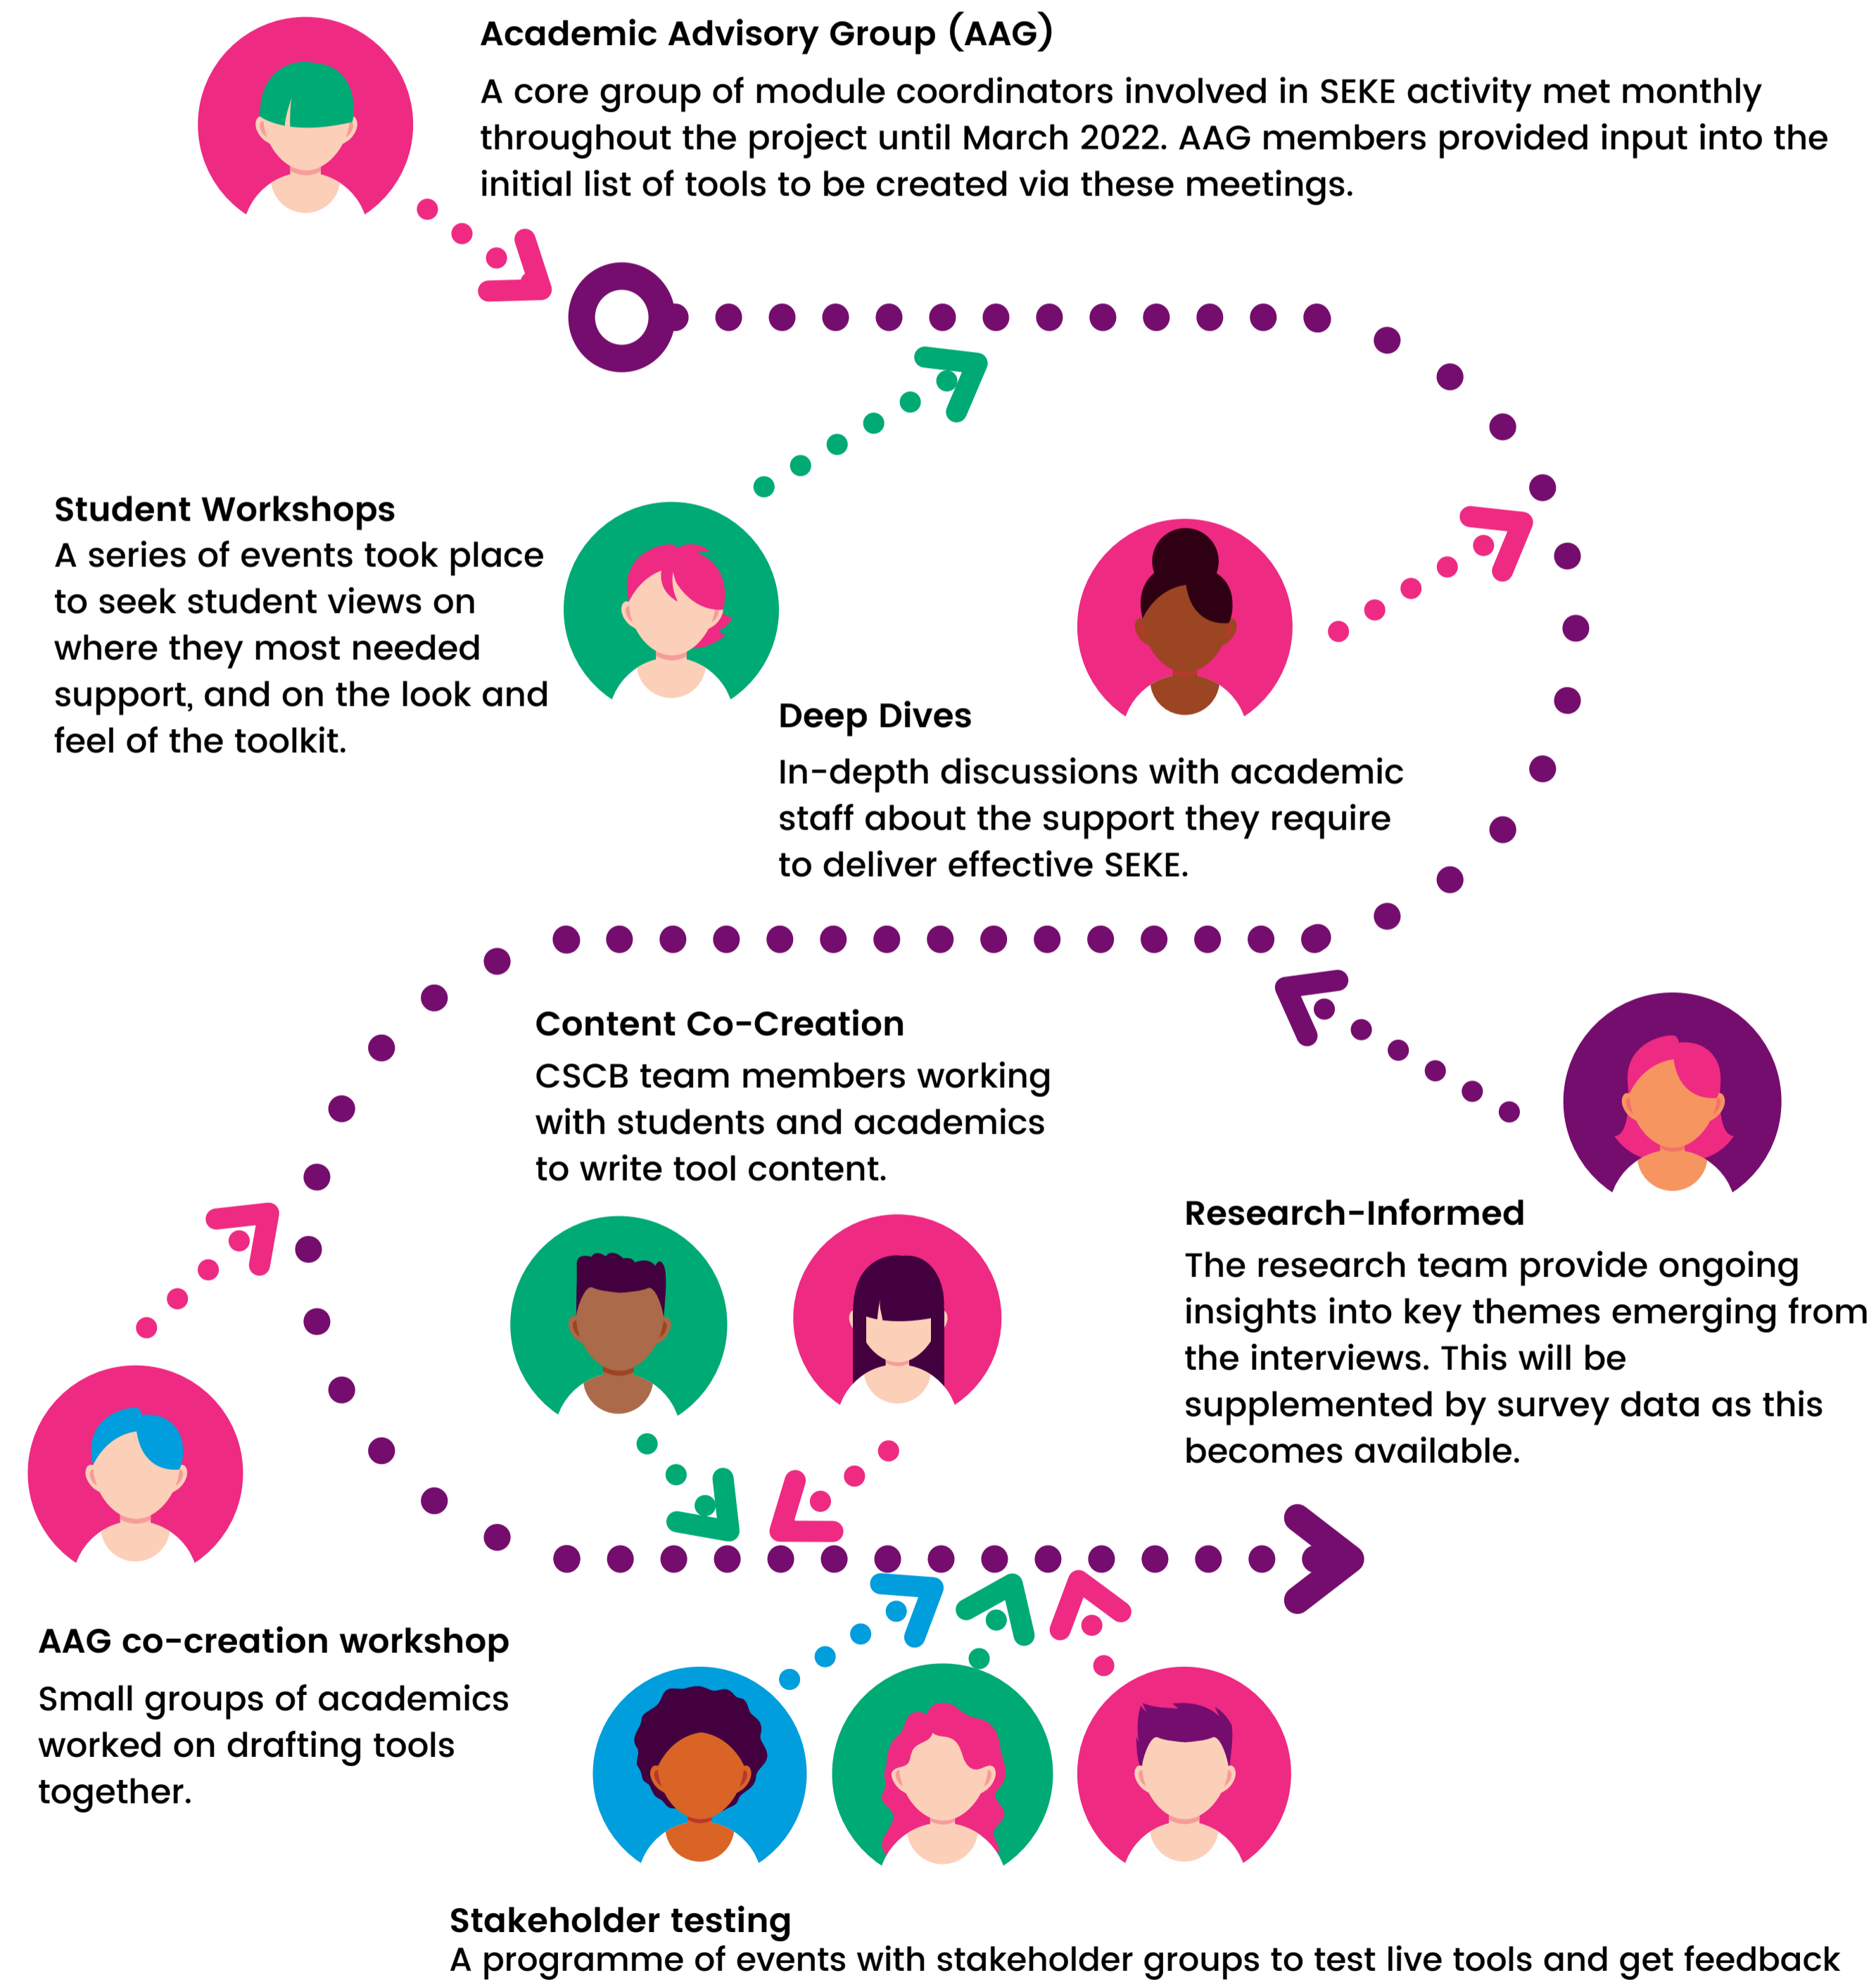 Academic Advisory Group (AAG)
A core group of module coordinators involved in SEKE activity met monthly
throughout the project until March 2022. AAG members provided input into the
initial list of tools to be created via these meetings.
Student Workshops
A series of events took place
to seek student views on
where they most needed
support, and on the look and
feel of the toolkit.
Deep Dives
In-depth discussions with academic
staff about the support they require
to deliver effective SEKE.
Content Co-Creation
CSCB team members working
with students and academics
to write tool content.
Research-Informed
The research team provide ongoing
insights into key themes emerging from
the interviews. This will be
supplemented by survey data as this
becomes available.
AAG co-creation workshop
Small groups of academics
worked on drafting tools
together.
Stakeholder testing
A programme of events with stakeholder groups to test live tools and get feedback